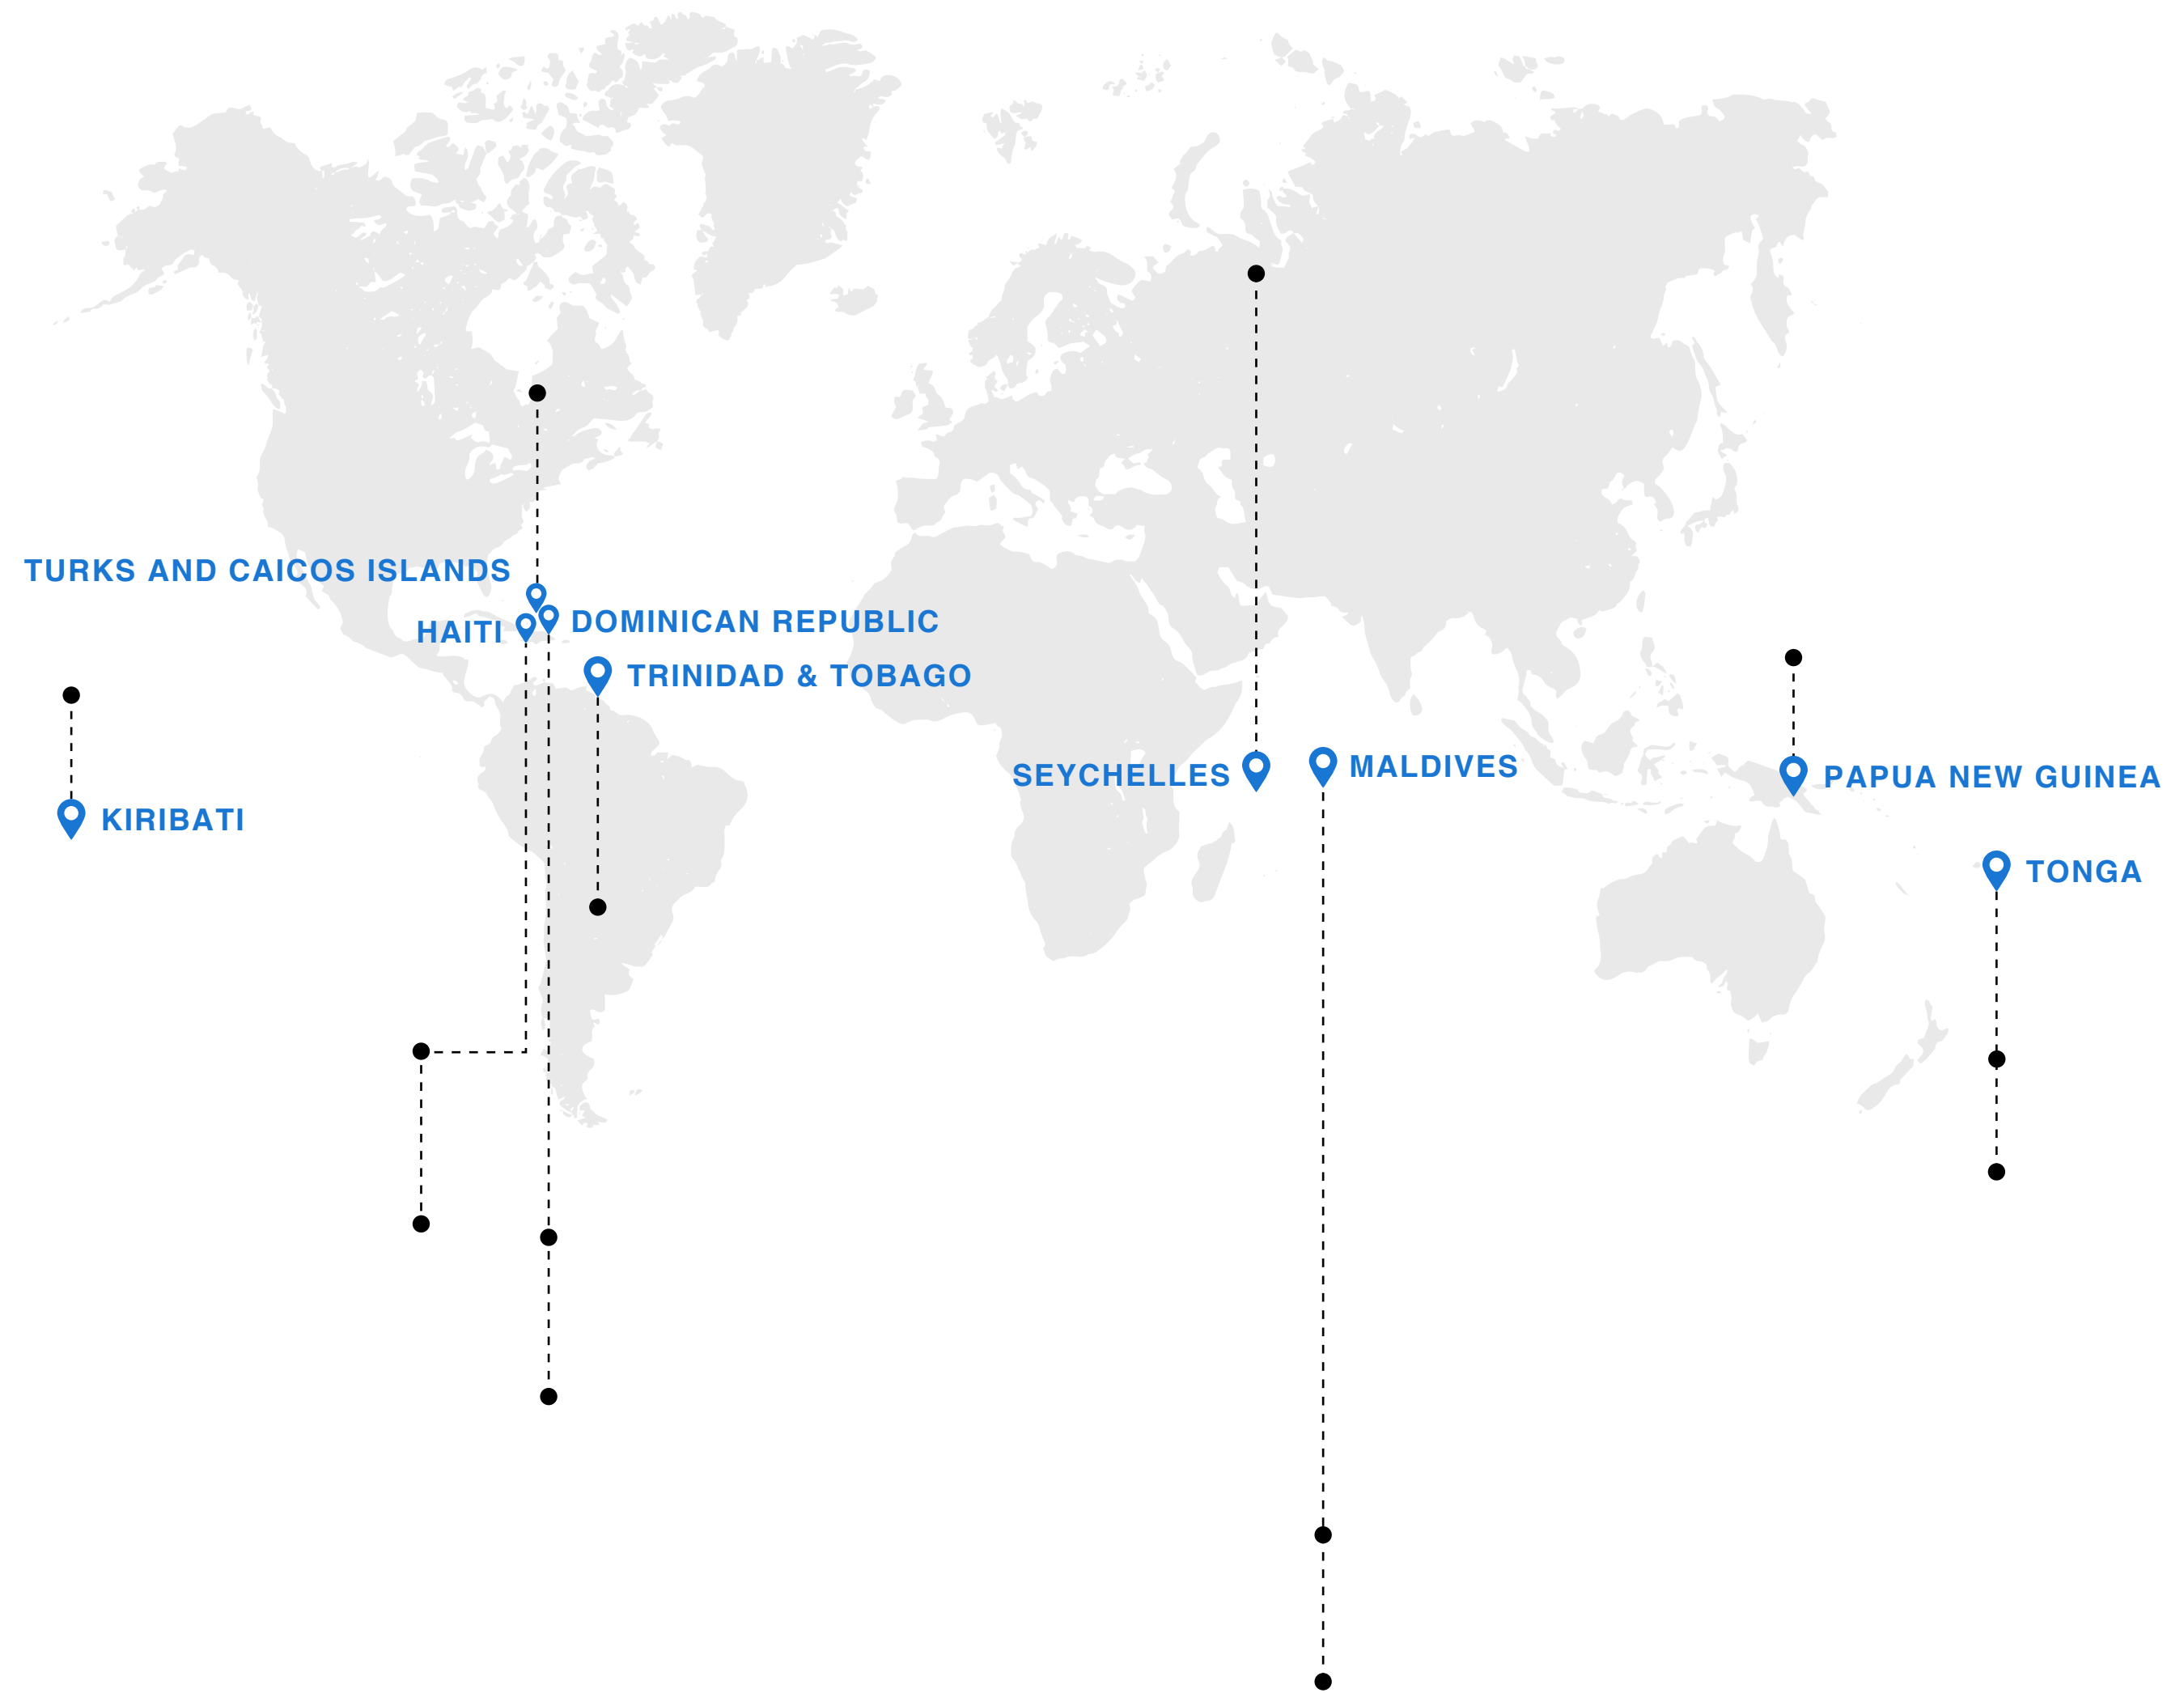 TURKS AND CAICOS ISLANDS
HAITI
DOMINICAN REPUBLIC
TRINIDAD & TOBAGO
SEYCHELLES
MALDIVES
PAPUA NEW GUINEA
KIRIBATI
TONGA